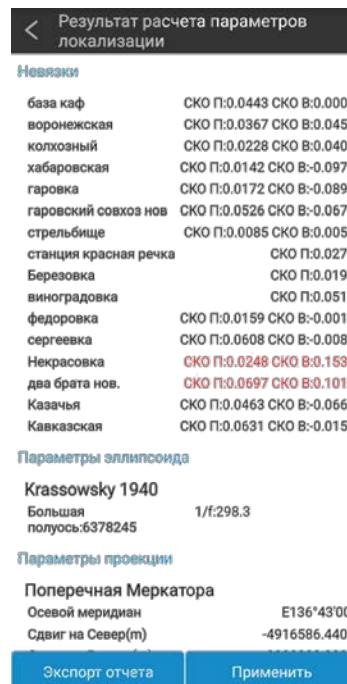 Результат расчета параметров
локализации
Невязки
база каф СКО П:0.0443 СКО В:0.000
воронежская СКО П:0.0367 СКО В:0.045
колхозный СКО П:0.0228 СКО В:0.040
хабаровская СКО П:0.0142 СКО В:-0.097
гаровка СКО П:0.0172 СКО В:-0.089
гаровский совхоз нов СКО П:0.0526 СКО В:-0.067
стрельбище СКО П:0.0085 СКО В:0.005
станция красная речка СКО П:0.027
Березовка СКО П:0.019
виноградовка СКО П:0.051
федоровка СКО П:0.0159 СКО В:-0.001
сергеевка СКО П:0.0608 СКО В:-0.008
Некрасовка СКО П:0.0248 СКО В:0.153
два брата нов. СКО П:0.0697 СКО В:0.101
Казачья СКО П:0.0463 СКО В:-0.066
Кавказская СКО П:0.0631 СКО В:-0.015
Параметры эллипсоида
Krassowsky 1940
Большая 1/f:298.3
полуось:6378245
Параметры проекции
Поперечная Меркатора
Осевой меридиан E136°43'00
Сдвиг на Север(m) -4916586.440
Экспорт отчета Применить